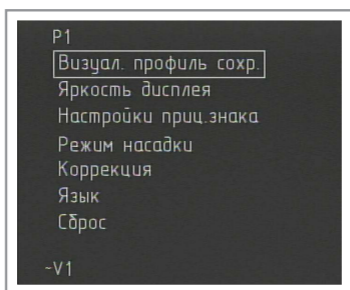 P1
Визуал. профиль сохр.
Яркость дисплея
Настройки приц.знака
Режим насадки
Коррекция
Язык
Сброс
~V1